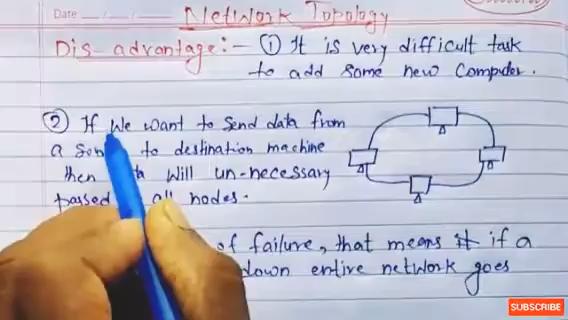 Date
Network Topology
Dis advantage:- ① It is very difficult task
to add some new Computer.
② If We want to send data from
a to destination machine
then will un-necessary
passed all nodes.
of failure, that means if a
down entire network goes
SUBSCRIBE